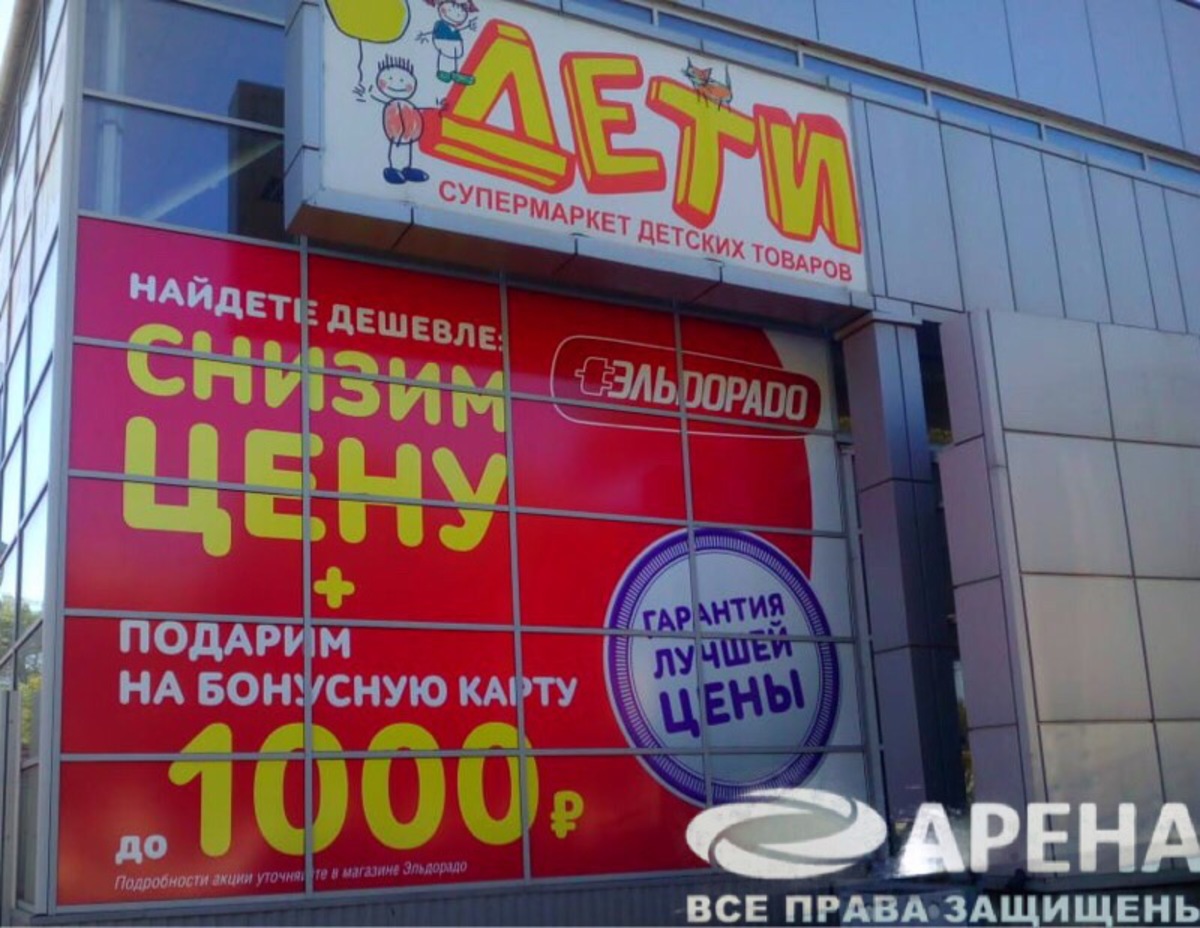 ДЕТИ
СУПЕРМАРКЕТ ДЕТСКИХ ТОВАРОВ
НАЙДЕТЕ ДЕШЕВЛЕ:
СНИЗИМ
ЦЕНУ
+
ПОДАРИМ
НА БОНУСНУЮ КАРТУ
до 1000 ₽
Подробности акции уточняйте в магазине Эльдорадо
ЭЛЬДОРАДО
ГАРАНТИЯ
ЛУЧШЕЙ
ЦЕНЫ
АРЕНА
ВСЕ ПРАВА ЗАЩИЩЕНЫ